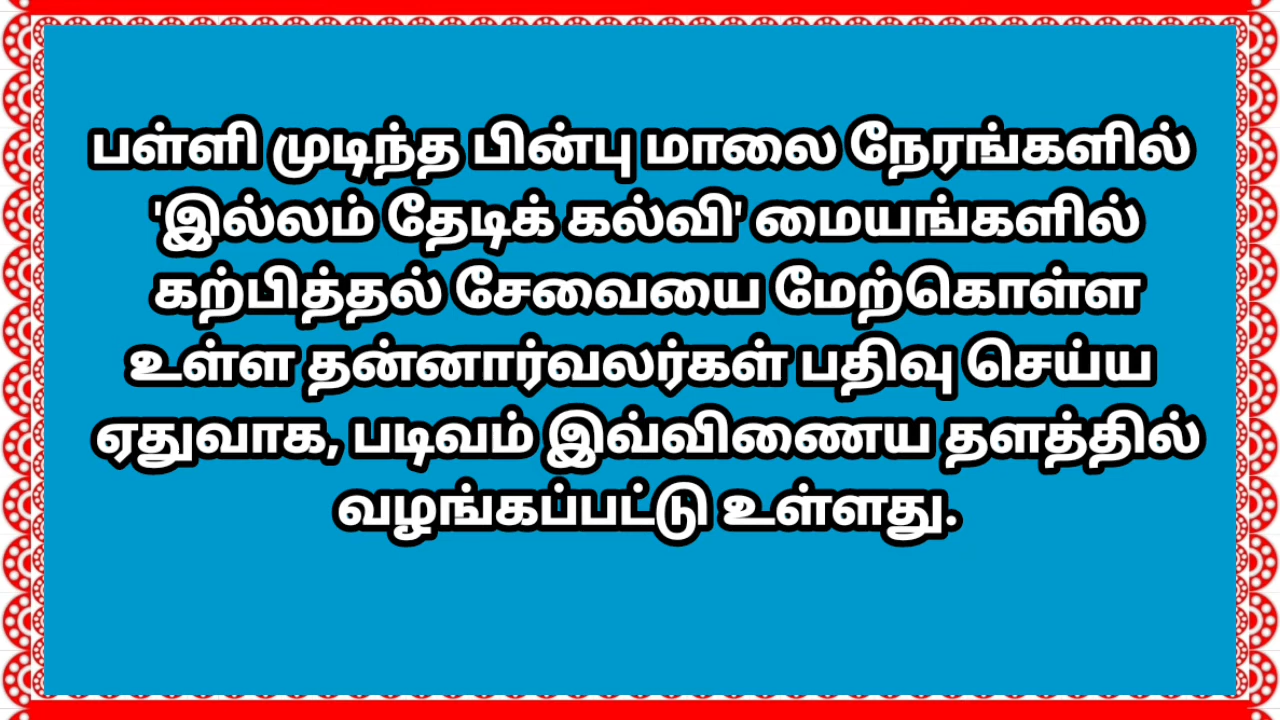 பள்ளி முடிந்த பின்பு மாலை நேரங்களில்
'இல்லம் தேடிக் கல்வி' மையங்களில்
கற்பித்தல் சேவையை மேற்கொள்ள
உள்ள தன்னார்வலர்கள் பதிவு செய்ய
ஏதுவாக, படிவம் இவ்விணைய தளத்தில்
வழங்கப்பட்டு உள்ளது.